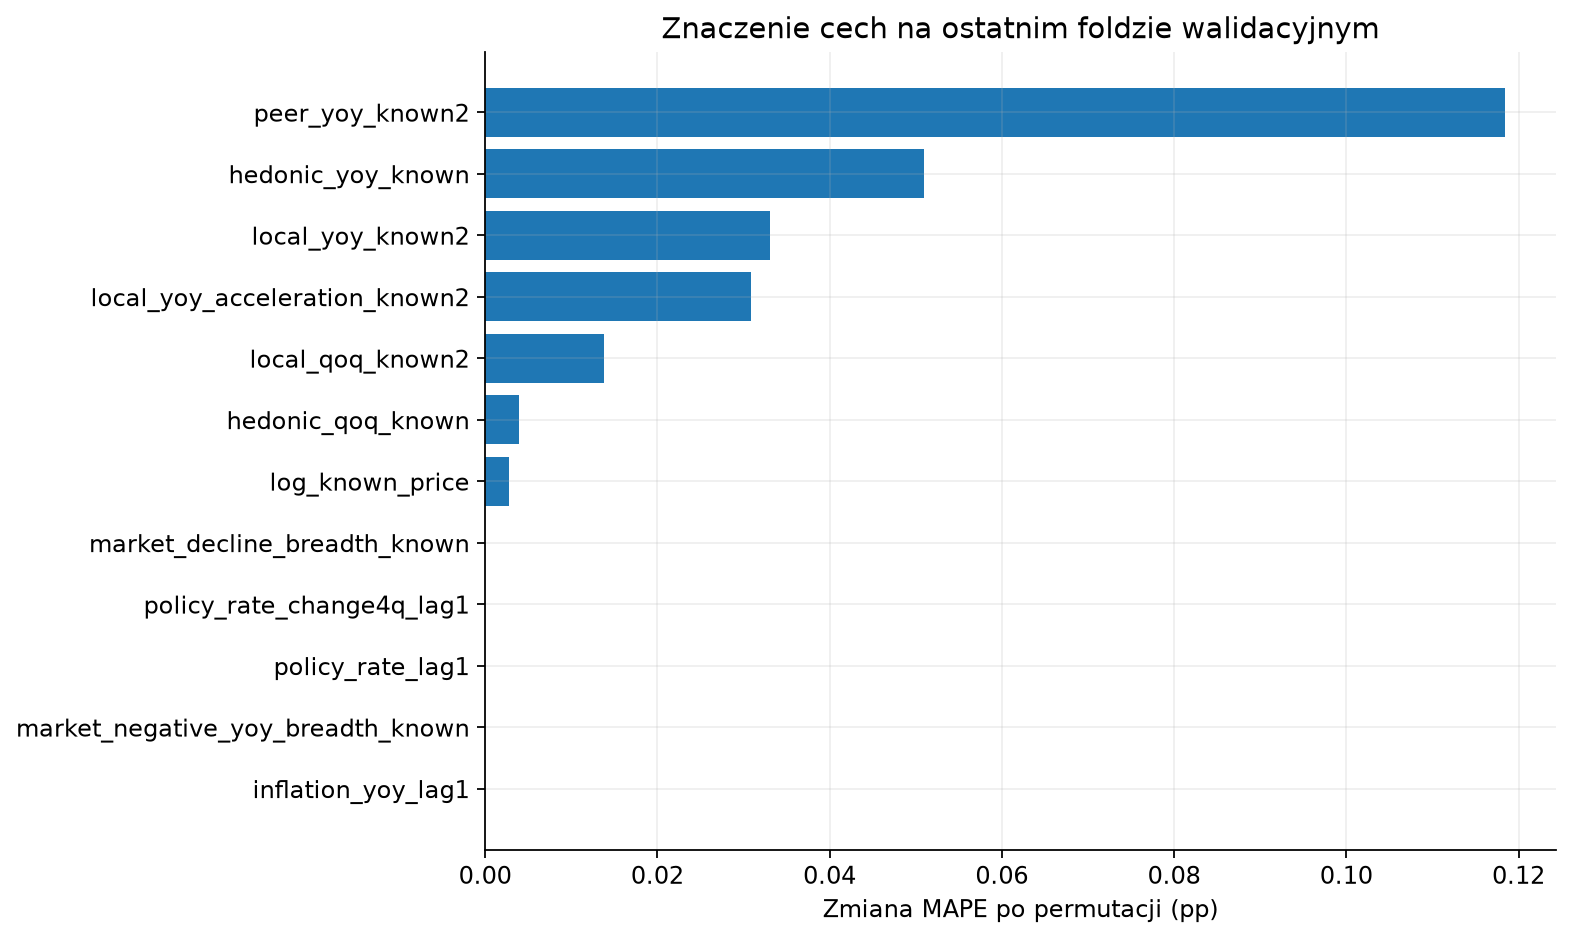 Znaczenie cech na ostatnim foldzie walidacyjnym
peer_yoy_known2
hedonic_yoy_known
local_yoy_known2
local_yoy_acceleration_known2
local_qoq_known2
hedonic_qoq_known
log_known_price
market_decline_breadth_known
policy_rate_change4q_lag1
policy_rate_lag1
market_negative_yoy_breadth_known
inflation_yoy_lag1
0.00 0.02 0.04 0.06 0.08 0.10 0.12
Zmiana MAPE po permutacji (pp)